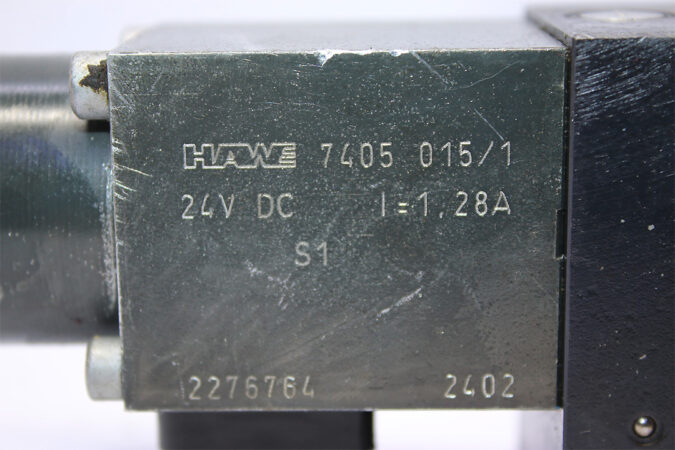 HAWE 7405 015/1
24V DC I=1,28A
S1
2276764 2402